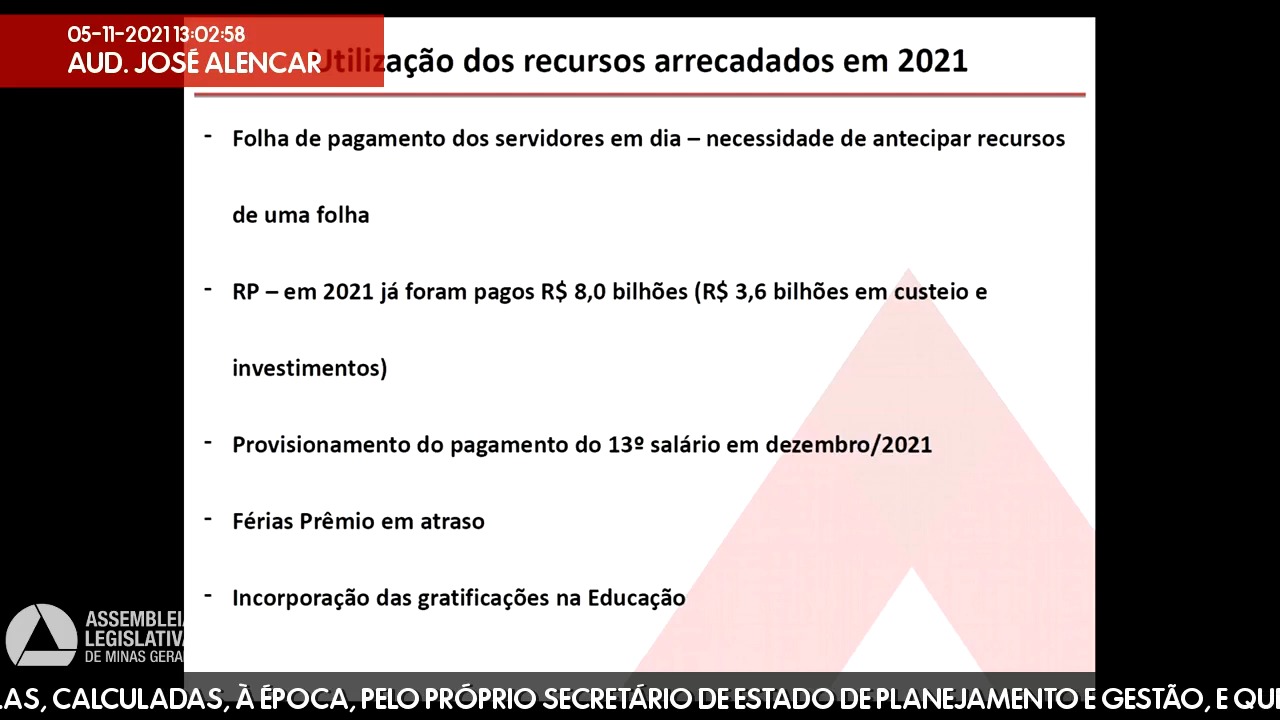 05-11-2021 13:02:58
AUD. JOSÉ ALENCAR
Utilização dos recursos arrecadados em 2021
- Folha de pagamento dos servidores em dia – necessidade de antecipar recursos
de uma folha
- RP – em 2021 já foram pagos R$ 8,0 bilhões (R$ 3,6 bilhões em custeio e
investimentos)
- Provisionamento do pagamento do 13º salário em dezembro/2021
- Férias Prêmio em atraso
- Incorporação das gratificações na Educação
ASSEMBLEIA
LEGISLATIVA
DE MINAS GERAI
LAS, CALCULADAS, À ÉPOCA, PELO PRÓPRIO SECRETÁRIO DE ESTADO DE PLANEJAMENTO E GESTÃO, E QU